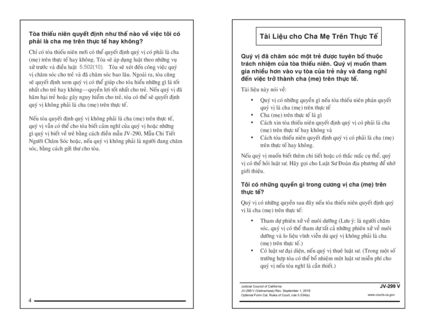 Tòa thiếu niên quyết định như thế nào về việc tôi có
phải là cha mẹ trên thực tế hay không?
Chỉ có tòa thiếu niên mới có thể quyết định quý vị có phải là cha
(mẹ) trên thực tế hay không. Tòa sẽ áp dụng luật theo những vụ
xử trước và điều luật 5.502(10) Tòa sẽ xét đến công việc quý
vị chăm sóc cho trẻ và đã chăm sóc bao lâu. Ngoài ra, tòa cũng
sẽ quyết định xem quý vị có thể giúp cho tòa hiểu những gì là tốt
nhất cho trẻ hay không—quyền lợi tốt nhất cho trẻ. Nếu quý vị đã
hãm hại trẻ hoặc gây nguy hiểm cho trẻ, tòa có thể sẽ quyết định
quý vị không phải là cha (mẹ) trên thực tế.
Nếu tòa quyết định quý vị không phải là cha (mẹ) trên thực tế,
quý vị vẫn có thể cho tòa biết cảm nghĩ của quý vị hoặc những
gì quý vị biết về trẻ bằng cách điền mẫu JV-290, Mẫu Chi Tiết
Người Chăm Sóc hoặc, nếu quý vị không phải là người đang chăm
sóc, bằng cách gửi thư cho tòa.
4
Tài Liệu cho Cha Mẹ Trên Thực Tế
Quý vị đã chăm sóc một trẻ được tuyên bố thuộc
trách nhiệm của tòa thiếu niên. Quý vị muốn tham
gia nhiều hơn vào vụ tòa của trẻ này và đang nghĩ
đến việc trở thành cha (mẹ) trên thực tế.
Tài liệu này nói về:
• Quý vị có những quyền gì nếu tòa thiếu niên phán quyết
quý vị là cha (mẹ) trên thực tế
• Cha (mẹ) trên thực tế là gì
• Cách xin tòa thiếu niên quyết định quý vị có phải là cha
(mẹ) trên thực tế hay không và
• Cách tòa thiếu niên quyết định quý vị có phải là cha (mẹ)
trên thực tế hay không.
Nếu quý vị muốn biết thêm chi tiết hoặc có thắc mắc cụ thể, quý
vị có thể hỏi luật sư. Hãy gọi cho Luật Sư Đoàn địa phương để nhờ
giới thiệu.
Tôi có những quyền gì trong cương vị cha (mẹ) trên
thực tế?
Quý vị có những quyền sau đây nếu tòa thiếu niên quyết định quý
vị là cha (mẹ) trên thực tế:
• Tham dự phiên xử về nuôi dưỡng (Lưu ý: là người chăm
sóc, quý vị có thể tham dự tất cả những phiên xử về nuôi
dưỡng và lo liệu vĩnh viễn dù quý vị không phải là cha
(mẹ) trên thực tế.)
• Có luật sư đại diện, nếu quý vị thuê luật sư. (Trong một số
trường hợp tòa có thể bổ nhiệm một luật sư miễn phí cho
quý vị nếu tòa nghĩ là cần thiết.)
Judicial Council of California
JV-299 V (Vietnamese) Rev. September 1, 2016
Optional Form Cal. Rules of Court, rule 5.502(e)
JV-299 V
www.courts.ca.gov